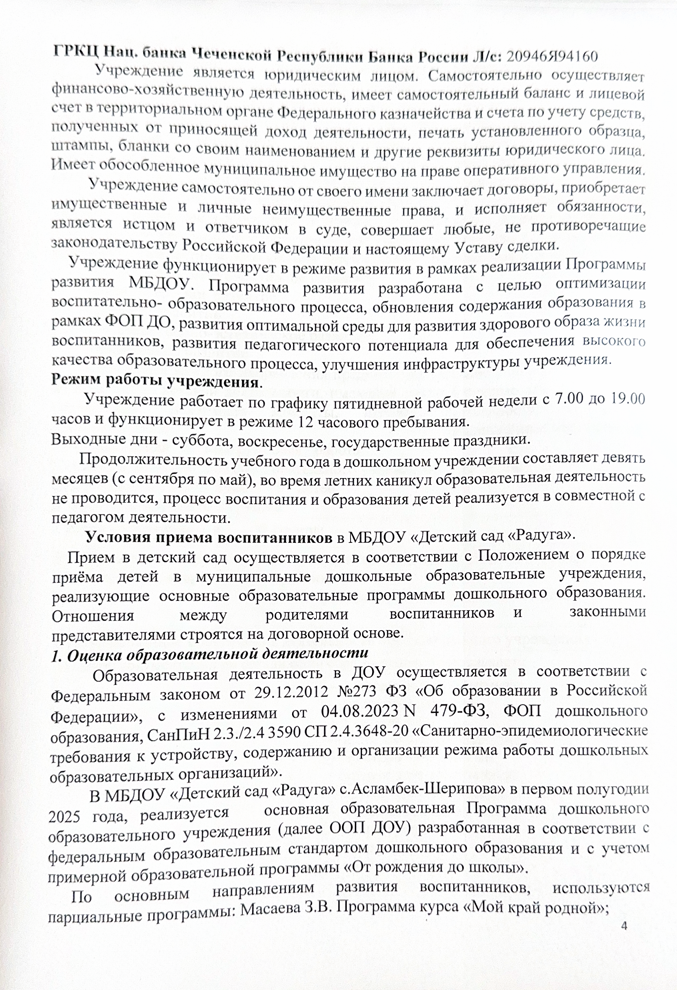 ГРКЦ Нац. банка Чеченской Республики Банка России Л/с: 20946Я94160
Учреждение является юридическим лицом. Самостоятельно осуществляет
финансово-хозяйственную деятельность, имеет самостоятельный баланс и лицевой
счет в территориальном органе Федерального казначейства и счета по учету средств,
полученных от приносящей доход деятельности, печать установленного образца,
штампы, бланки со своим наименованием и другие реквизиты юридического лица.
Имеет обособленное муниципальное имущество на праве оперативного управления.
Учреждение самостоятельно от своего имени заключает договоры, приобретает
имущественные и личные неимущественные права, и исполняет обязанности,
является истцом и ответчиком в суде, совершает любые, не противоречащие
законодательству Российской Федерации и настоящему Уставу сделки.
Учреждение функционирует в режиме развития в рамках реализации Программы
развития МБДОУ. Программа развития разработана с целью оптимизации
воспитательно- образовательного процесса, обновления содержания образования в
рамках ФОП ДО, развития оптимальной среды для развития здорового образа жизни
воспитанников, развития педагогического потенциала для обеспечения высокого
качества образовательного процесса, улучшения инфраструктуры учреждения.
Режим работы учреждения.
Учреждение работает по графику пятидневной рабочей недели с 7.00 до 19.00
часов и функционирует в режиме 12 часового пребывания.
Выходные дни - суббота, воскресенье, государственные праздники.
Продолжительность учебного года в дошкольном учреждении составляет девять
месяцев (с сентября по май), во время летних каникул образовательная деятельность
не проводится, процесс воспитания и образования детей реализуется в совместной с
педагогом деятельности.
Условия приема воспитанников в МБДОУ «Детский сад «Радуга».
Прием в детский сад осуществляется в соответствии с Положением о порядке
приёма детей в муниципальные дошкольные образовательные учреждения,
реализующие основные образовательные программы дошкольного образования.
Отношения между родителями воспитанников и законными
представителями строятся на договорной основе.
1. Оценка образовательной деятельности
Образовательная деятельность в ДОУ осуществляется в соответствии с
Федеральным законом от 29.12.2012 №273 ФЗ «Об образовании в Российской
Федерации», с изменениями от 04.08.2023 N 479-ФЗ, ФОП дошкольного
образования, СанПиН 2.3./2.4 3590 СП 2.4.3648-20 «Санитарно-эпидемиологические
требования к устройству, содержанию и организации режима работы дошкольных
образовательных организаций».
В МБДОУ «Детский сад «Радуга» с.Асламбек-Шерипова» в первом полугодии
2025 года, реализуется основная образовательная Программа дошкольного
образовательного учреждения (далее ООП ДОУ) разработанная в соответствии с
федеральным образовательным стандартом дошкольного образования и с учетом
примерной образовательной программы «От рождения до школы».
По основным направлениям развития воспитанников, используются
парциальные программы: Масаева З.В. Программа курса «Мой край родной»;
4